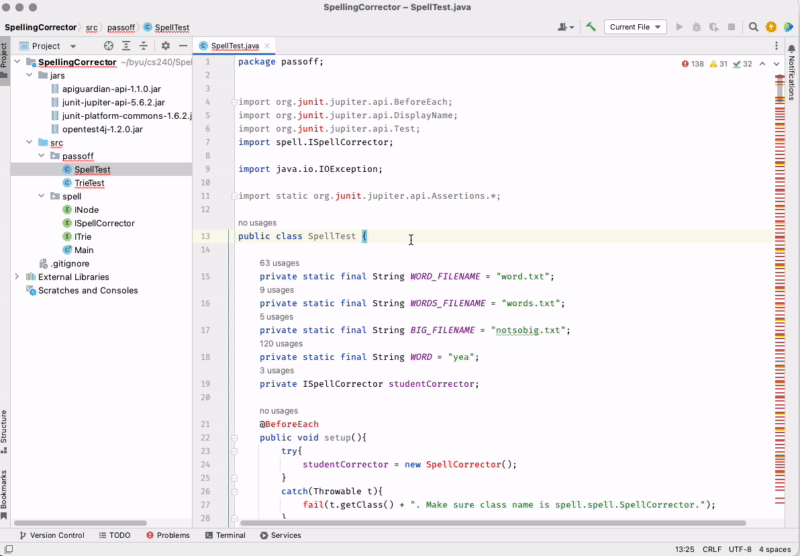 SpellingCorrector – SpellTest.java
SpellingCorrector
src
passoff
SpellTest
Current File
Project
SpellTest.java
SpellingCorrector ~/byu/cs240/Spel
jars
apiguardian-api-1.1.0.jar
junit-jupiter-api-5.6.2.jar
junit-platform-commons-1.6.2.j
opentest4j-1.2.0.jar
src
passoff
SpellTest
TrieTest
spell
INode
ISpellCorrector
ITrie
Main
.gitignore
External Libraries
Scratches and Consoles
Project
Structure
Bookmarks
Notifications
138 31 32
1 package passoff;
2
3
4 import org.junit.jupiter.api.BeforeEach;
5 import org.junit.jupiter.api.DisplayName;
6 import org.junit.jupiter.api.Test;
7 import spell.ISpellCorrector;
8
9 import java.io.IOException;
10
11 import static org.junit.jupiter.api.Assertions.*;
12
no usages
13 public class SpellTest {
14
63 usages
15 private static final String WORD_FILENAME = "word.txt";
9 usages
16 private static final String WORDS_FILENAME = "words.txt";
5 usages
17 private static final String BIG_FILENAME = "notsobig.txt";
120 usages
18 private static final String WORD = "yea";
3 usages
19 private ISpellCorrector studentCorrector;
20
no usages
21 @BeforeEach
22 public void setup(){
23 try{
24 studentCorrector = new SpellCorrector();
25 }
26 catch(Throwable t){
27 fail(t.getClass() + ". Make sure class name is spell.spell.SpellCorrector.");
28 }
Version Control
TODO
Problems
Terminal
Services
13:25 CRLF UTF-8 4 spaces